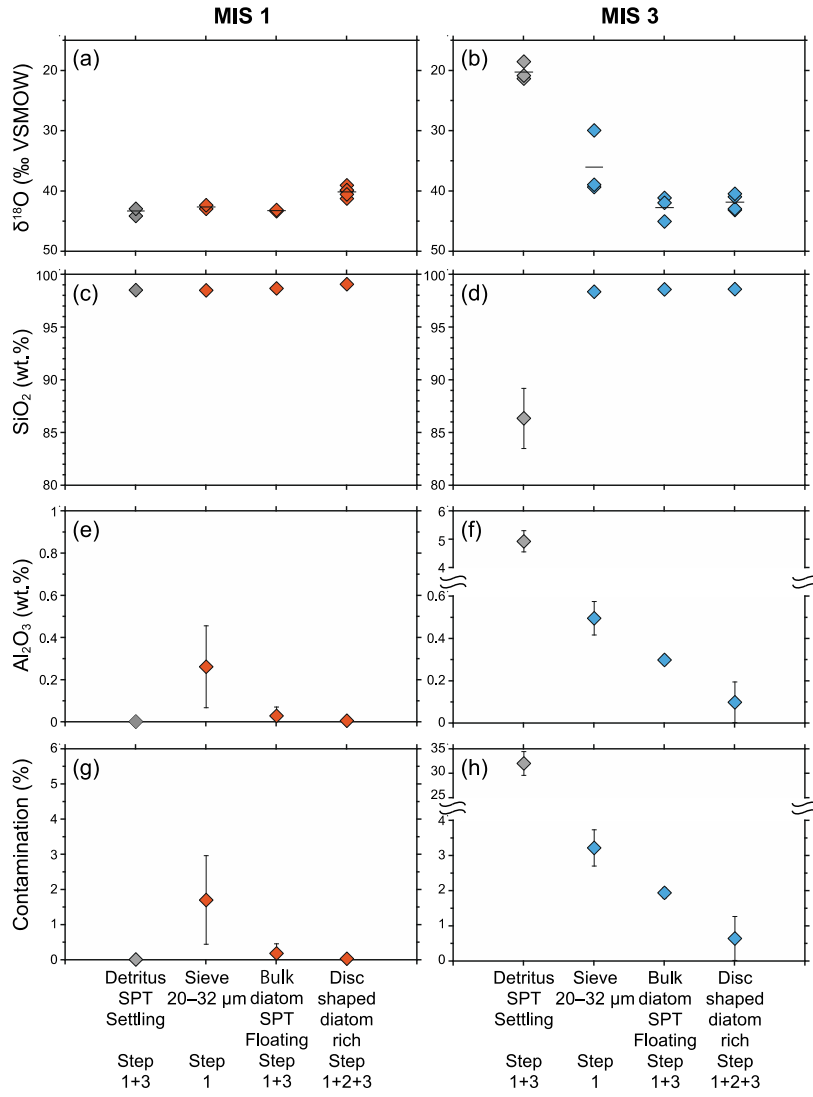 MIS 1
MIS 3
(a)
(b)
δ¹⁸O (‰ VSMOW)
20
30
40
50
20
30
40
50
(c)
(d)
SiO₂ (wt.%)
100
95
90
85
80
100
95
90
85
80
(e)
(f)
Al₂O₃ (wt.%)
1
0.8
0.6
0.4
0.2
0
6
5
4
0.6
0.4
0.2
0
(g)
(h)
Contamination (%)
6
5
4
3
2
1
0
35
30
25
4
3
2
1
0
Detritus
SPT
Settling
Step
1+3
Sieve
20–32 µm
Step
1
Bulk
diatom
SPT
Floating
Step
1+3
Disc
shaped
diatom
rich
Step
1+2+3
Detritus
SPT
Settling
Step
1+3
Sieve
20–32 µm
Step
1
Bulk
diatom
SPT
Floating
Step
1+3
Disc
shaped
diatom
rich
Step
1+2+3